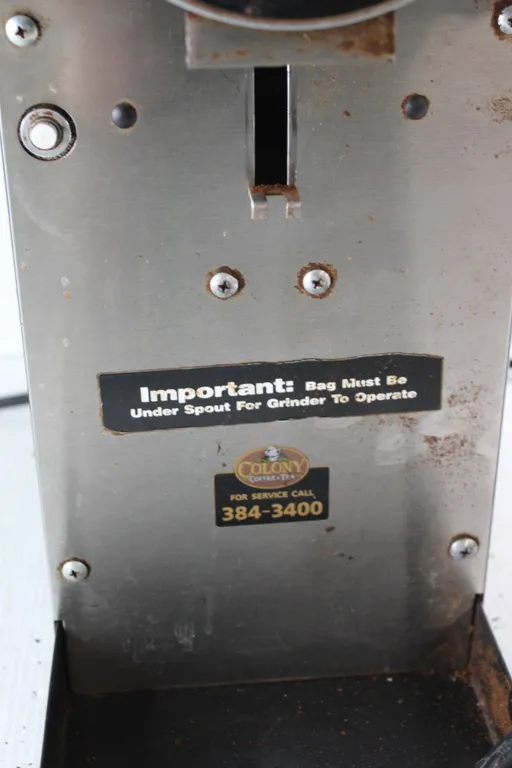 Important: Bag Must Be
Under Spout For Grinder To Operate
COLONY
COFFEE & TEA
FOR SERVICE CALL
384-3400